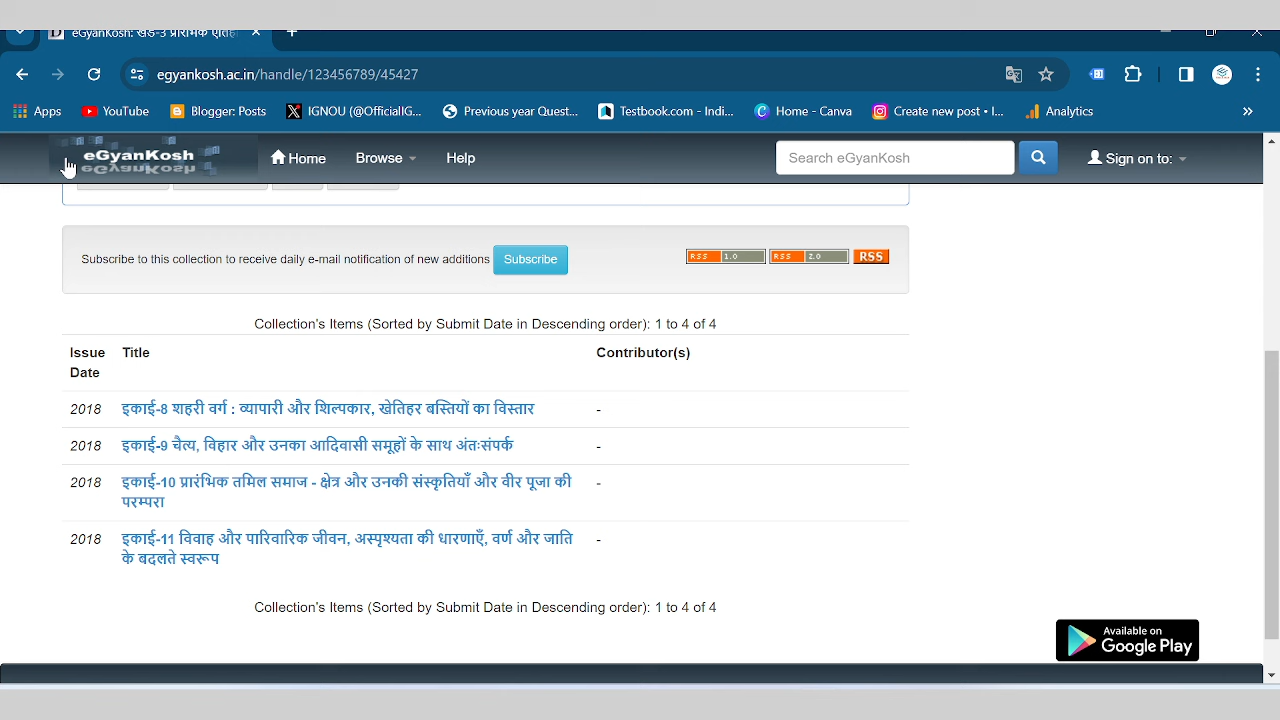 eGyanKosh: खंड-3 प्रारंभिक
egyankosh.ac.in/handle/123456789/45427
Apps YouTube Blogger: Posts IGNOU (@OfficialIG... Previous year Quest... Testbook.com - Indi... Home - Canva Create new post • I... Analytics
eGyanKosh Home Browse Help Search eGyanKosh Sign on to:
Subscribe to this collection to receive daily e-mail notification of new additions Subscribe RSS 1.0 RSS 2.0 RSS
Collection's Items (Sorted by Submit Date in Descending order): 1 to 4 of 4
Issue Date Title Contributor(s)
2018 इकाई-8 शहरी वर्ग : व्यापारी और शिल्पकार, खेतिहर बस्तियों का विस्तार -
2018 इकाई-9 चैत्य, विहार और उनका आदिवासी समूहों के साथ अंतःसंपर्क -
2018 इकाई-10 प्रारंभिक तमिल समाज - क्षेत्र और उनकी संस्कृतियाँ और वीर पूजा की -
परम्परा
2018 इकाई-11 विवाह और पारिवारिक जीवन, अस्पृश्यता की धारणाएँ, वर्ण और जाति -
के बदलते स्वरूप
Collection's Items (Sorted by Submit Date in Descending order): 1 to 4 of 4
Available on
Google Play